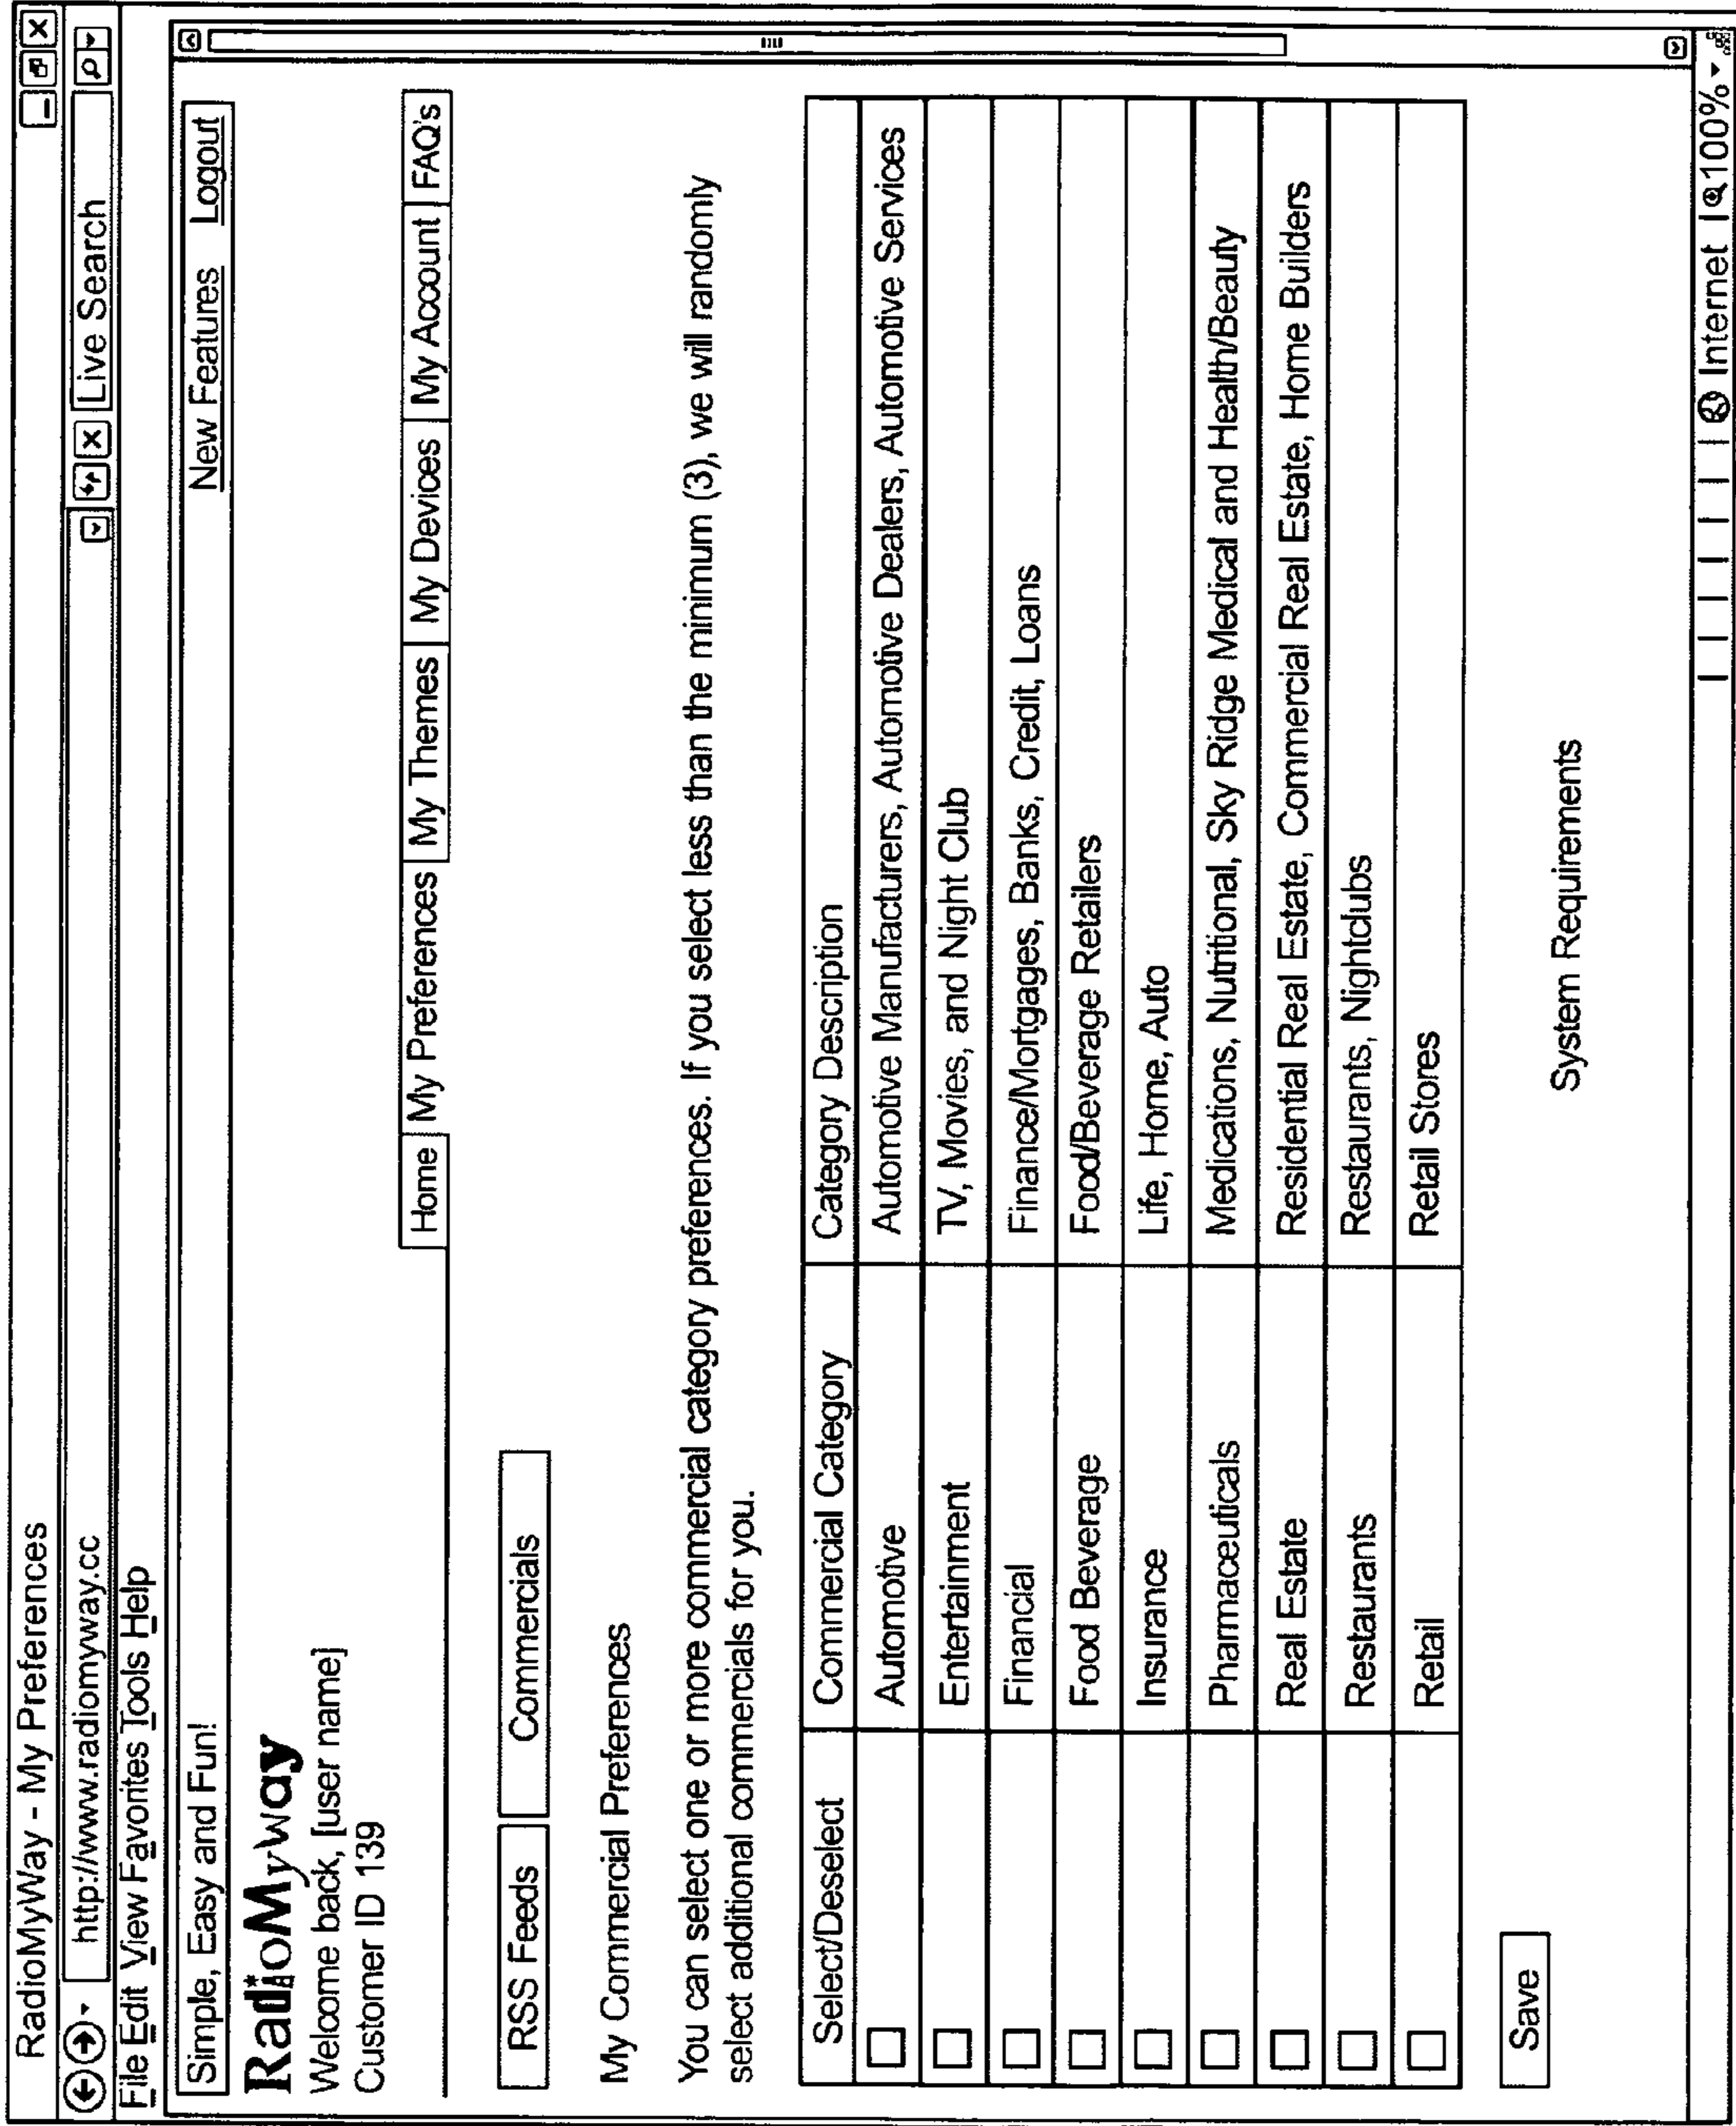 RadioMyWay - My Preferences
http://www.radiomyway.cc
Live Search
File Edit View Favorites Tools Help
Simple, Easy and Fun!
New Features Logout
RadioMyway
Welcome back, [user name]
Customer ID 139
Home My Preferences My Themes My Devices My Account FAQ's
RSS Feeds Commercials
My Commercial Preferences
You can select one or more commercial category preferences. If you select less than the minimum (3), we will randomly
select additional commercials for you.
Select/Deselect Commercial Category Category Description
Automotive Automotive Manufacturers, Automotive Dealers, Automotive Services
Entertainment TV, Movies, and Night Club
Financial Finance/Mortgages, Banks, Credit, Loans
Food Beverage Food/Beverage Retailers
Insurance Life, Home, Auto
Pharmaceuticals Medications, Nutritional, Sky Ridge Medical and Health/Beauty
Real Estate Residential Real Estate, Commercial Real Estate, Home Builders
Restaurants Restaurants, Nightclubs
Retail Retail Stores
Save
System Requirements
Internet 100%